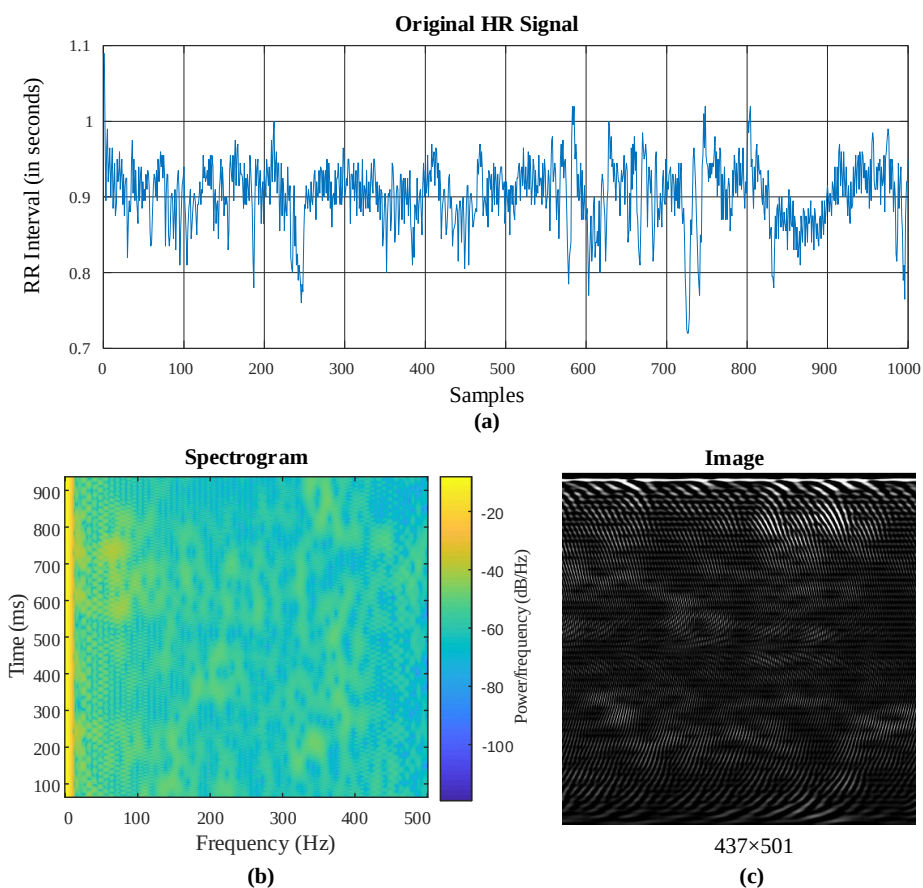 Original HR Signal
1.1
1
0.9
0.8
0.7
RR Interval (in seconds)
0 100 200 300 400 500 600 700 800 900 1000
Samples
(a)
Spectrogram
900
800
700
600
500
400
300
200
100
Time (ms)
0 100 200 300 400 500
Frequency (Hz)
-20
-40
-60
-80
-100
Power/frequency (dB/Hz)
(b)
Image
437×501
(c)